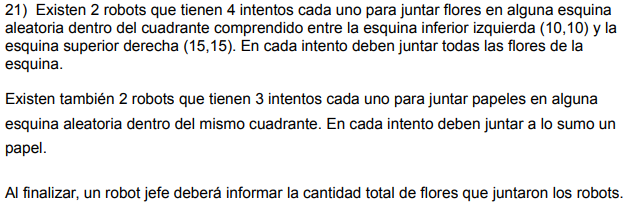 21) Existen 2 robots que tienen 4 intentos cada uno para juntar flores en alguna esquina
aleatoria dentro del cuadrante comprendido entre la esquina inferior izquierda (10,10) y la
esquina superior derecha (15,15). En cada intento deben juntar todas las flores de la
esquina.
Existen también 2 robots que tienen 3 intentos cada uno para juntar papeles en alguna
esquina aleatoria dentro del mismo cuadrante. En cada intento deben juntar a lo sumo un
papel.
Al finalizar, un robot jefe deberá informar la cantidad total de flores que juntaron los robots.